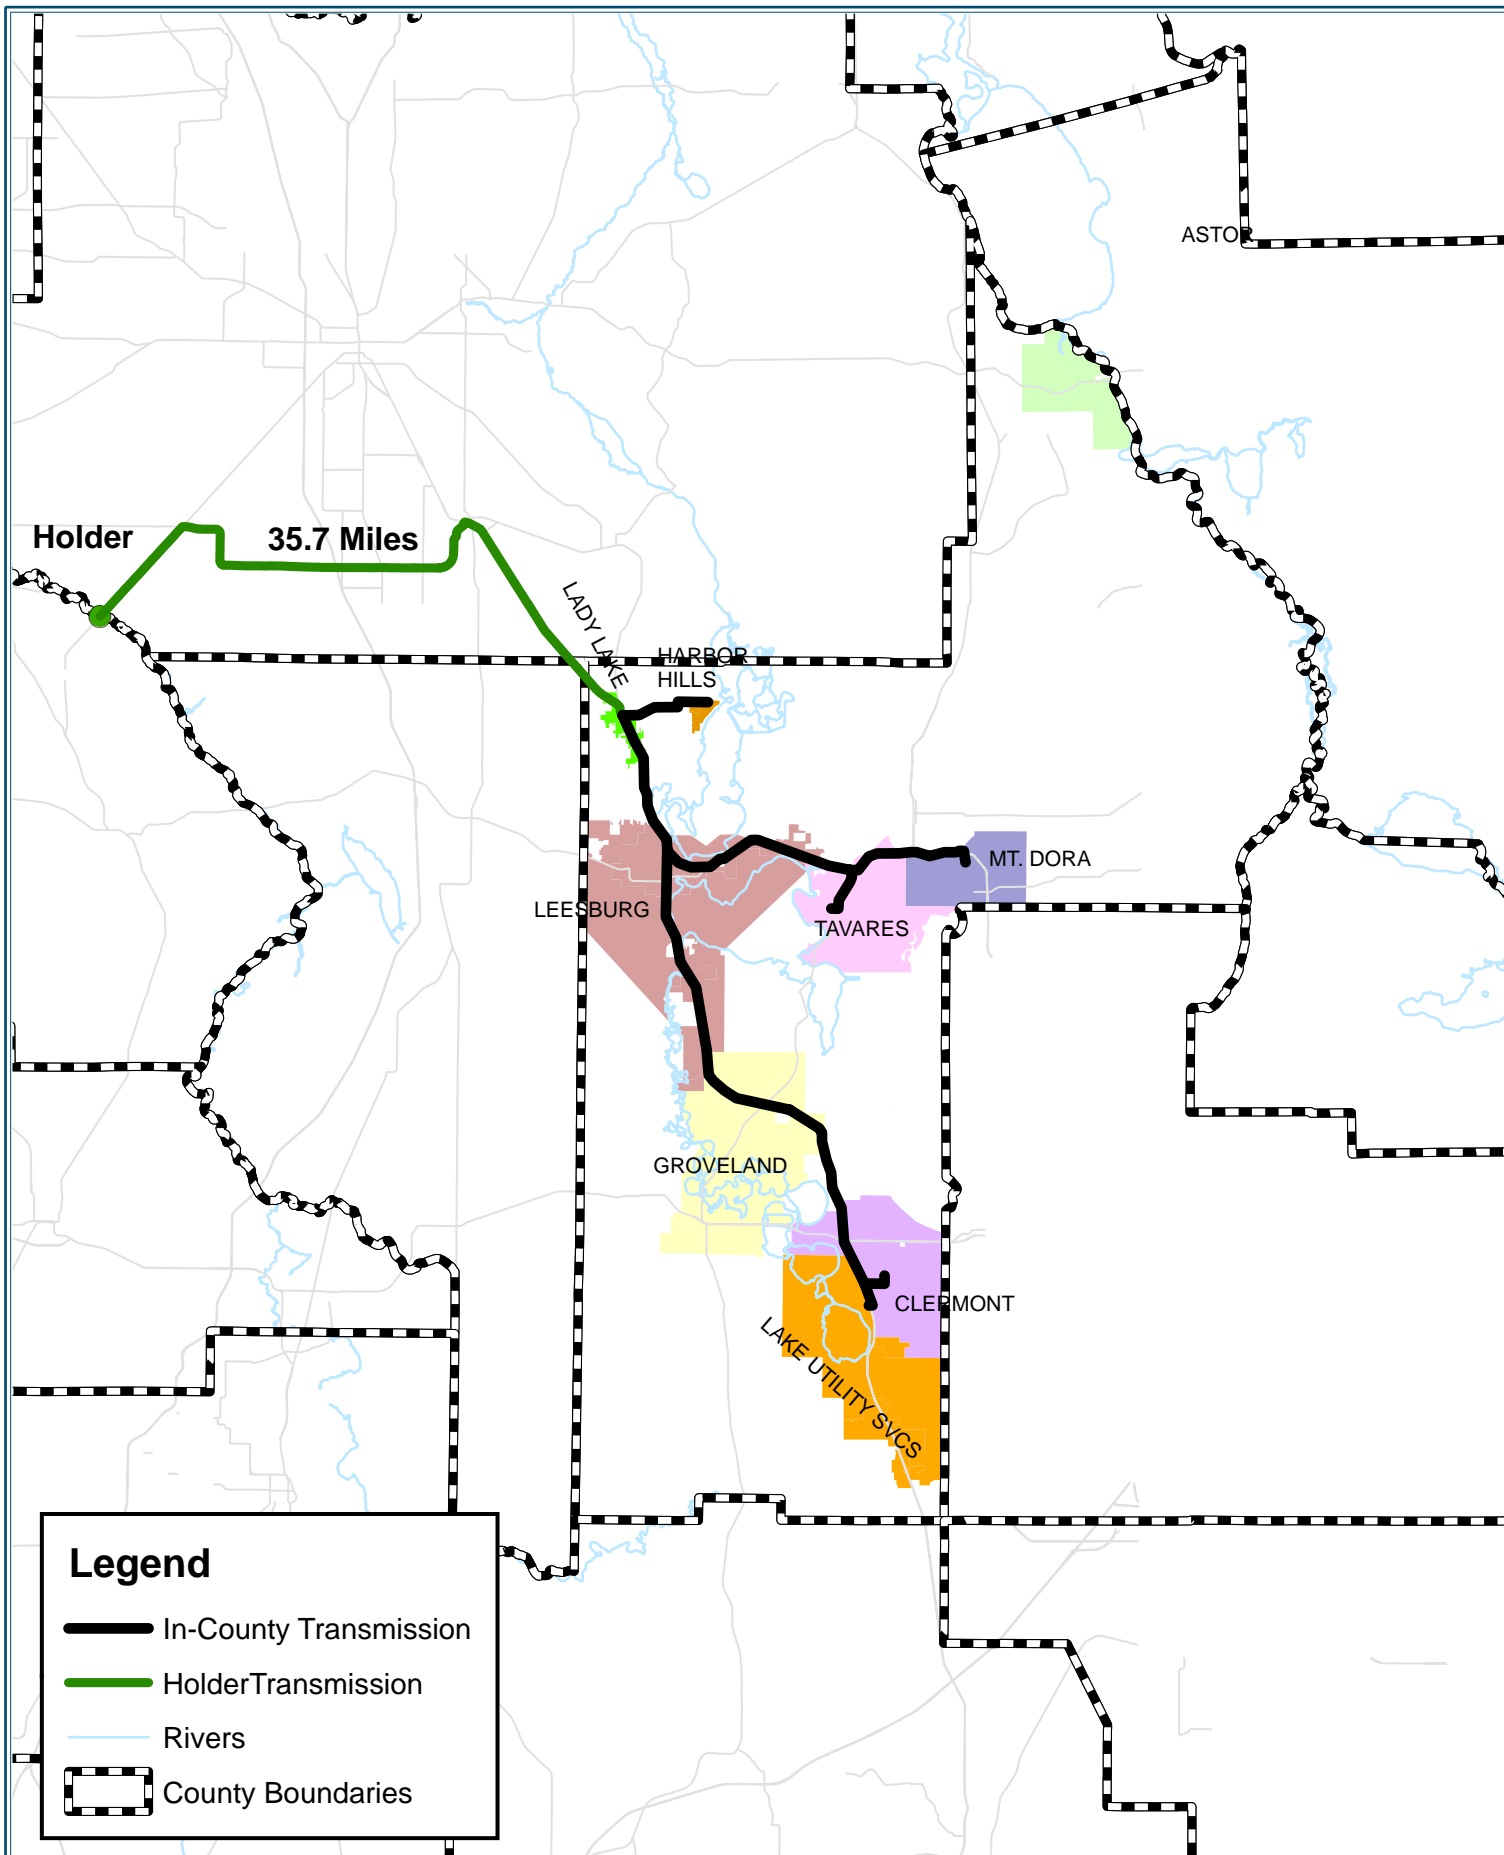 ASTOR
Holder
35.7 Miles
LADY LAKE
HARBOR
HILLS
MT. DORA
LEESBURG
TAVARES
GROVELAND
CLERMONT
LAKE UTILITY SVCS
Legend
In-County Transmission
HolderTransmission
Rivers
County Boundaries